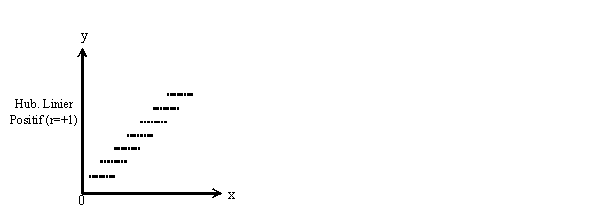 y
Hub. Linier
Positif (r=+1)
x
0